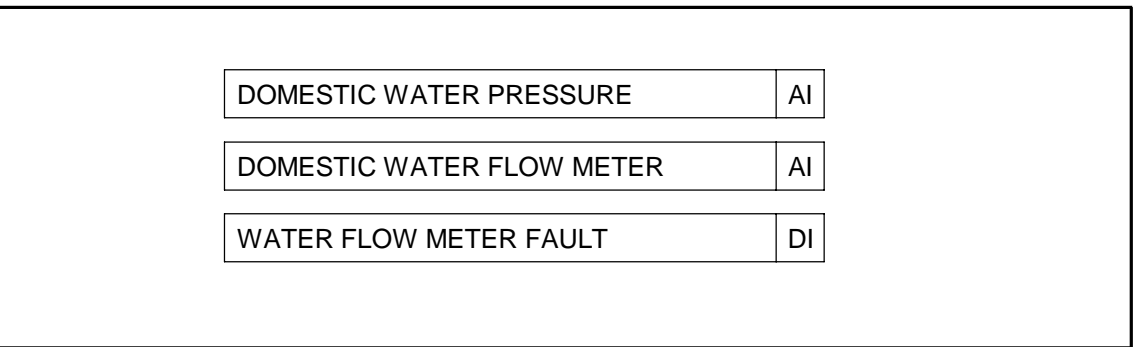 DOMESTIC WATER PRESSURE AI
DOMESTIC WATER FLOW METER AI
WATER FLOW METER FAULT DI